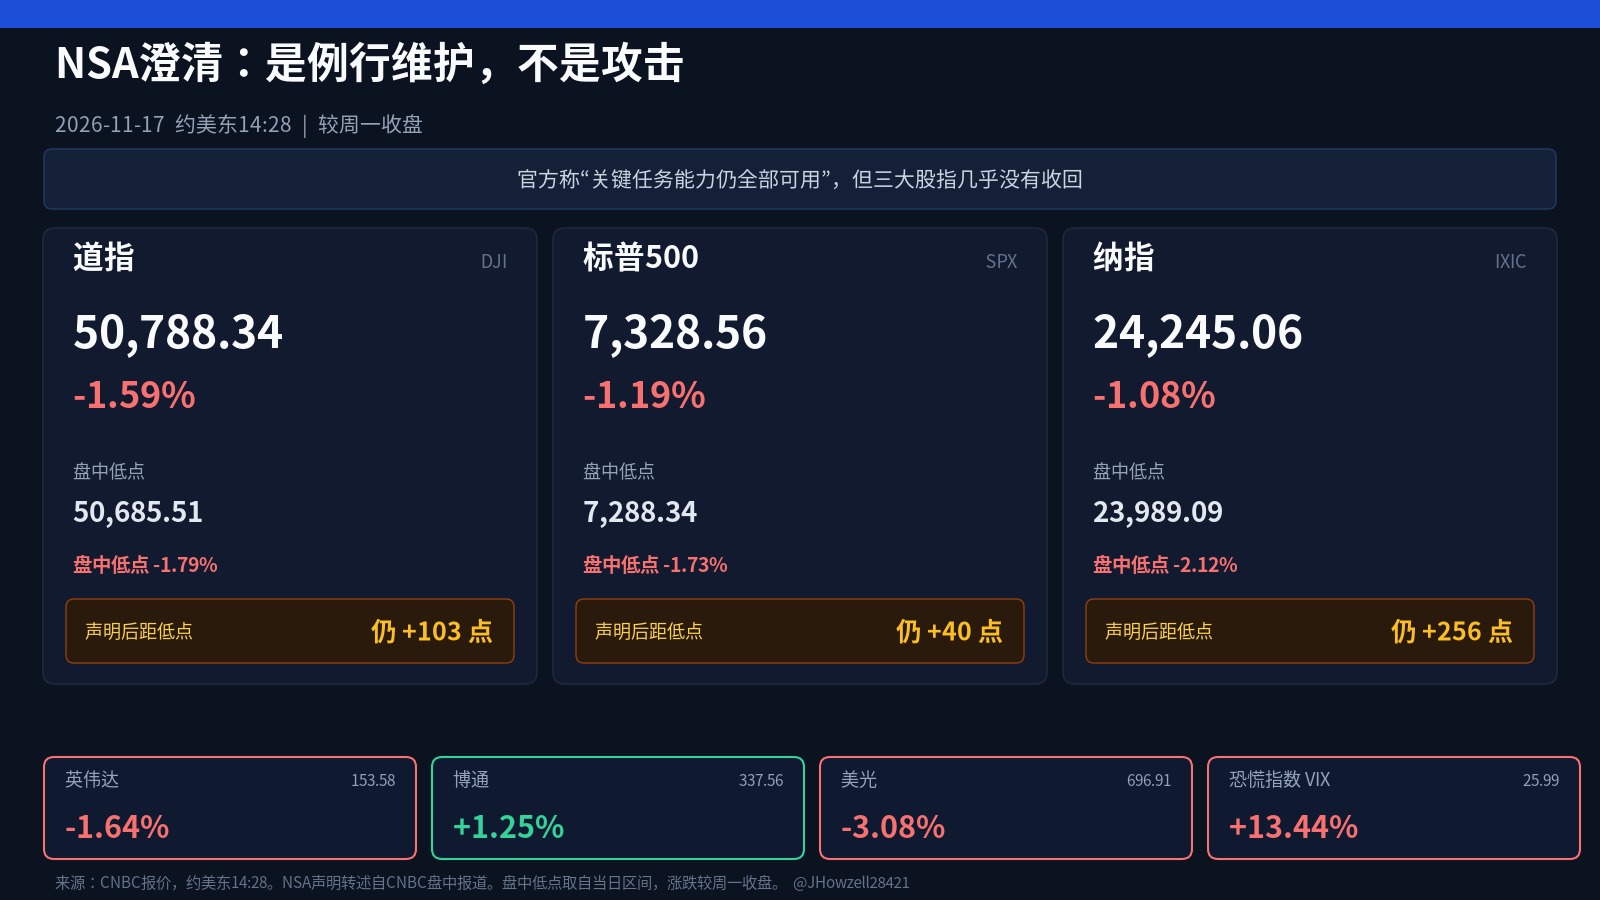 NSA澄清：是例行维护，不是攻击
2026-11-17 约美东14:28 | 较周一收盘
官方称“关键任务能力仍全部可用”，但三大股指几乎没有收回
道指 DJI
50,788.34
-1.59%
盘中低点
50,685.51
盘中低点 -1.79%
声明后距低点 仍 +103 点
标普500 SPX
7,328.56
-1.19%
盘中低点
7,288.34
盘中低点 -1.73%
声明后距低点 仍 +40 点
纳指 IXIC
24,245.06
-1.08%
盘中低点
23,989.09
盘中低点 -2.12%
声明后距低点 仍 +256 点
英伟达 153.58
-1.64%
博通 337.56
+1.25%
美光 696.91
-3.08%
恐慌指数 VIX 25.99
+13.44%
来源：CNBC报价，约美东14:28。NSA声明转述自CNBC盘中报道。盘中低点取自当日区间，涨跌较周一收盘。 @JHowzell28421